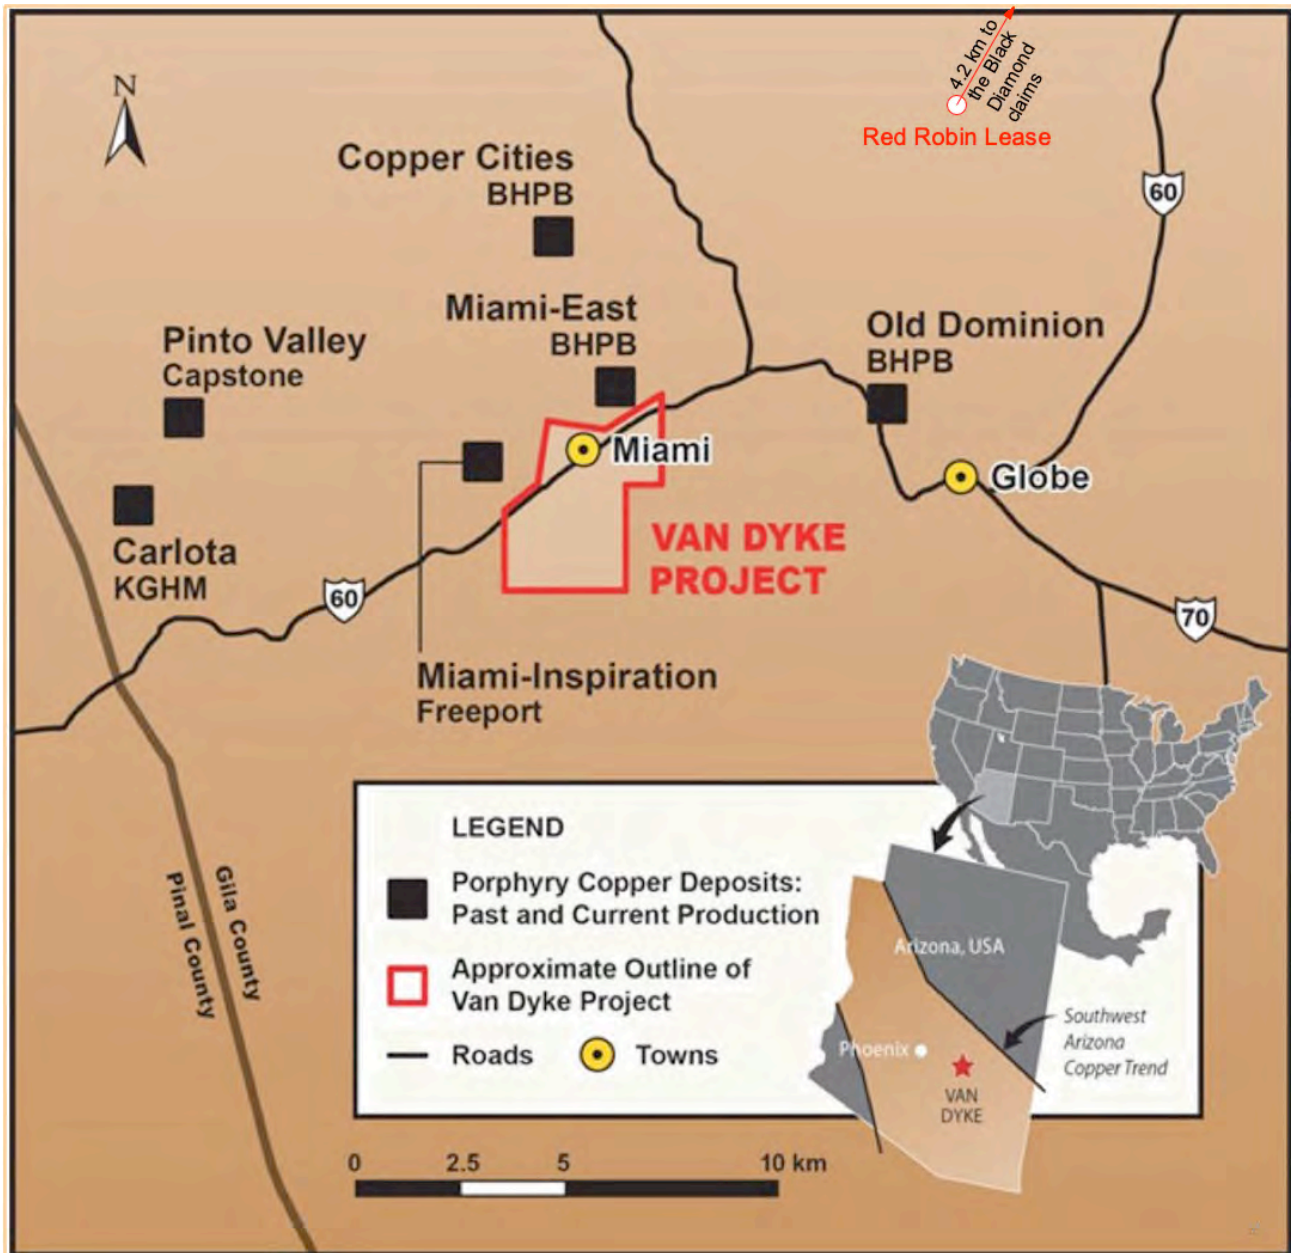 4.2 km to
the Black
Diamond
claims
Red Robin Lease
N
Copper Cities
BHPB
60
Miami-East
BHPB
Old Dominion
BHPB
Pinto Valley
Capstone
Miami
Globe
VAN DYKE
PROJECT
Carlota
KGHM
60
70
Miami-Inspiration
Freeport
LEGEND
Porphyry Copper Deposits:
Past and Current Production
Approximate Outline of
Van Dyke Project
Roads
Towns
Gila County
Pinal County
Arizona, USA
Southwest
Arizona
Copper Trend
Phoenix
VAN
DYKE
0 2.5 5 10 km